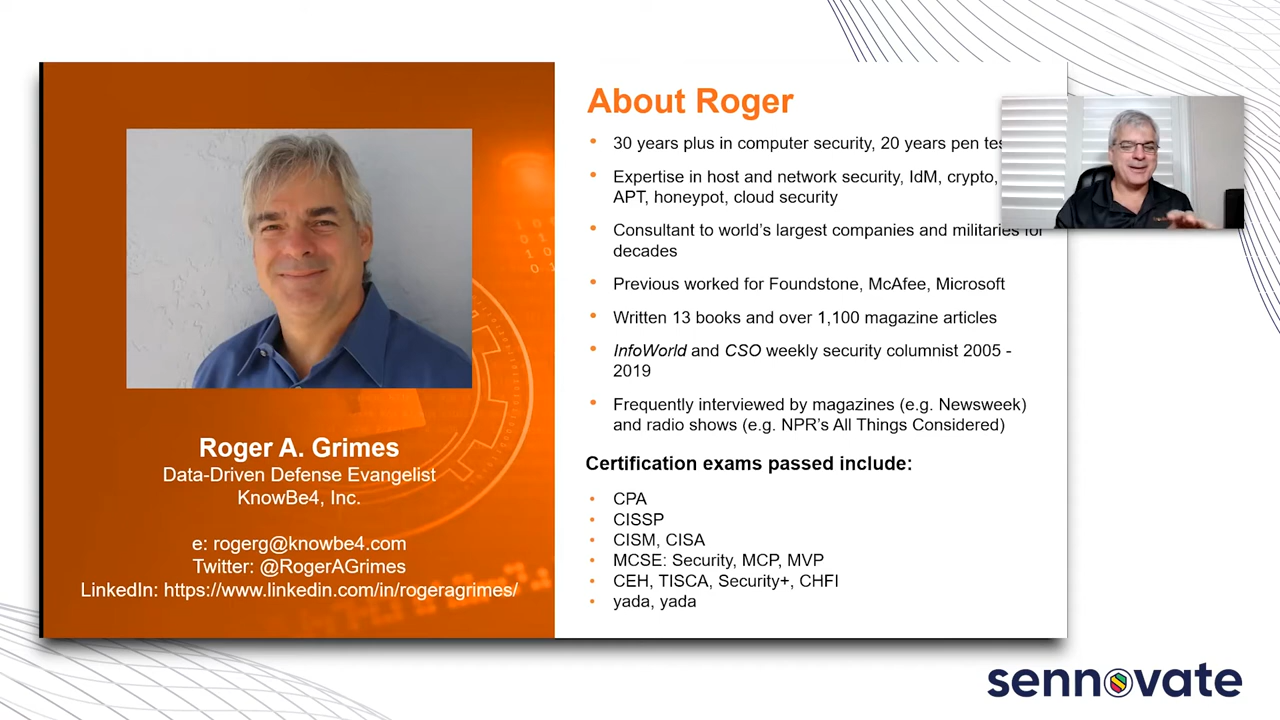 About Roger
• 30 years plus in computer security, 20 years pen
• Expertise in host and network security, IdM, crypto,
APT, honeypot, cloud security
• Consultant to world's largest companies and militaries for
decades
• Previous worked for Foundstone, McAfee, Microsoft
• Written 13 books and over 1,100 magazine articles
• InfoWorld and CSO weekly security columnist 2005 -
2019
• Frequently interviewed by magazines (e.g. Newsweek)
and radio shows (e.g. NPR's All Things Considered)
Certification exams passed include:
• CPA
• CISSP
• CISM, CISA
• MCSE: Security, MCP, MVP
• CEH, TISCA, Security+, CHFI
• yada, yada
Roger A. Grimes
Data-Driven Defense Evangelist
KnowBe4, Inc.
e: rogerg@knowbe4.com
Twitter: @RogerAGrimes
LinkedIn: https://www.linkedin.com/in/rogeragrimes/
sennovate